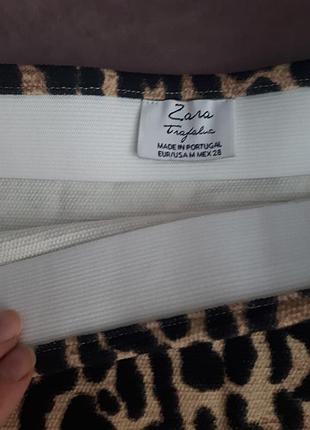 Zara
Trafaluc
MADE IN PORTUGAL
EUR/USA M MEX 28